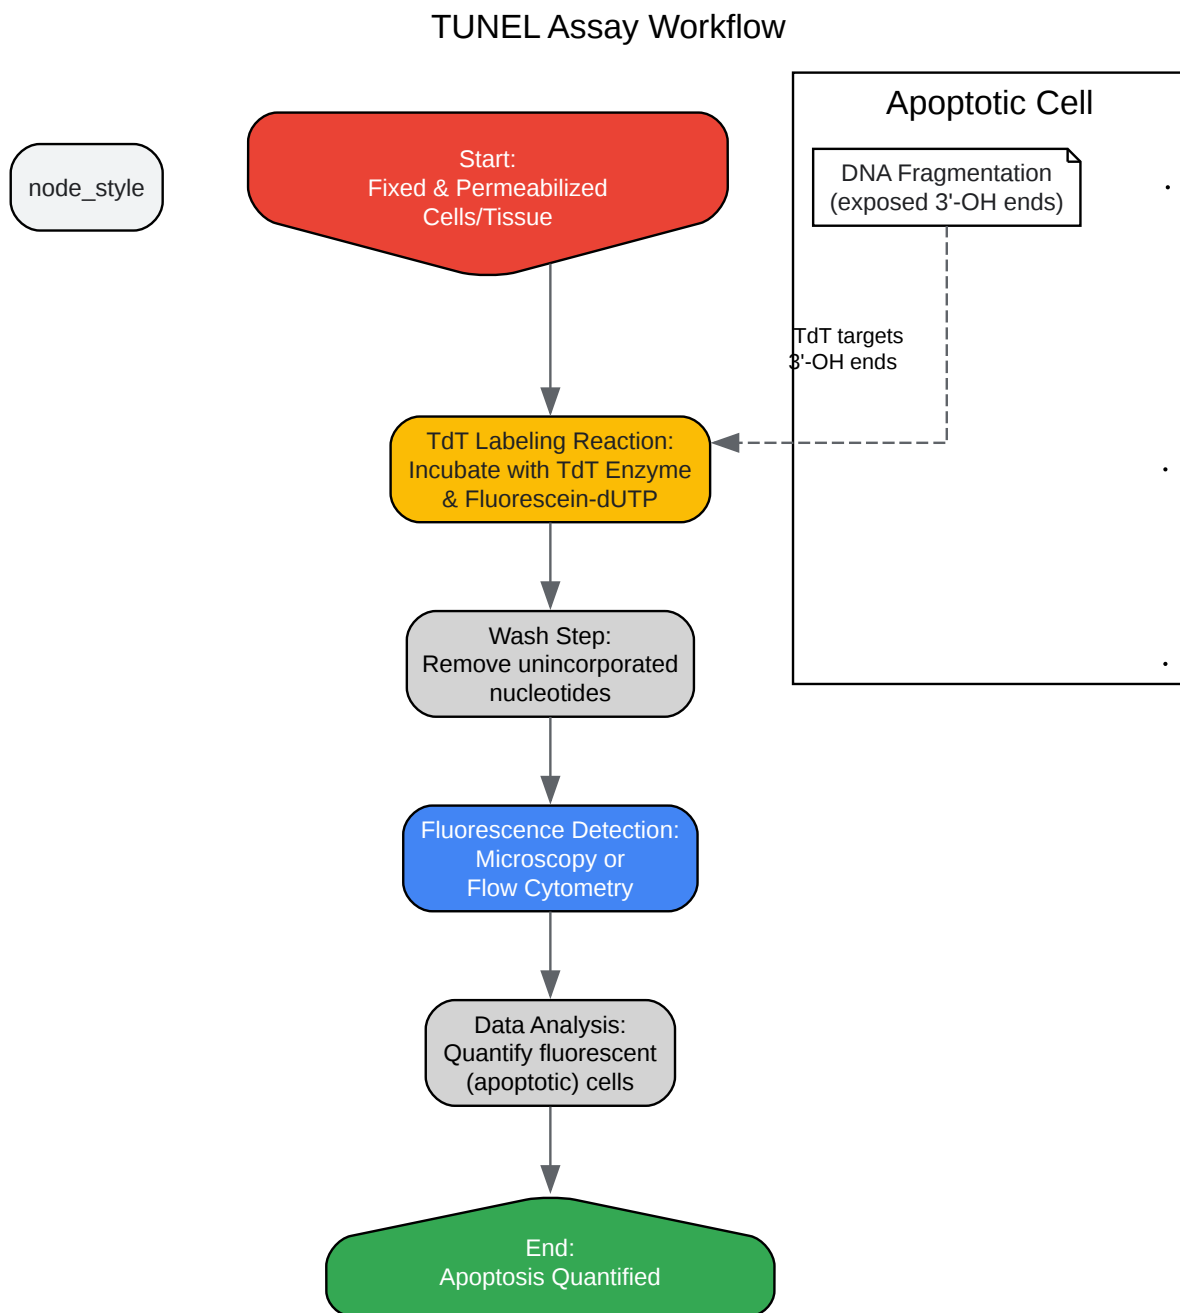 TUNEL Assay Workflow
Apoptotic Cell
node_style
Start:
Fixed & Permeabilized
Cells/Tissue
DNA Fragmentation
(exposed 3'-OH ends)
TdT targets
3'-OH ends
TdT Labeling Reaction:
Incubate with TdT Enzyme
& Fluorescein-dUTP
Wash Step:
Remove unincorporated
nucleotides
Fluorescence Detection:
Microscopy or
Flow Cytometry
Data Analysis:
Quantify fluorescent
(apoptotic) cells
End:
Apoptosis Quantified